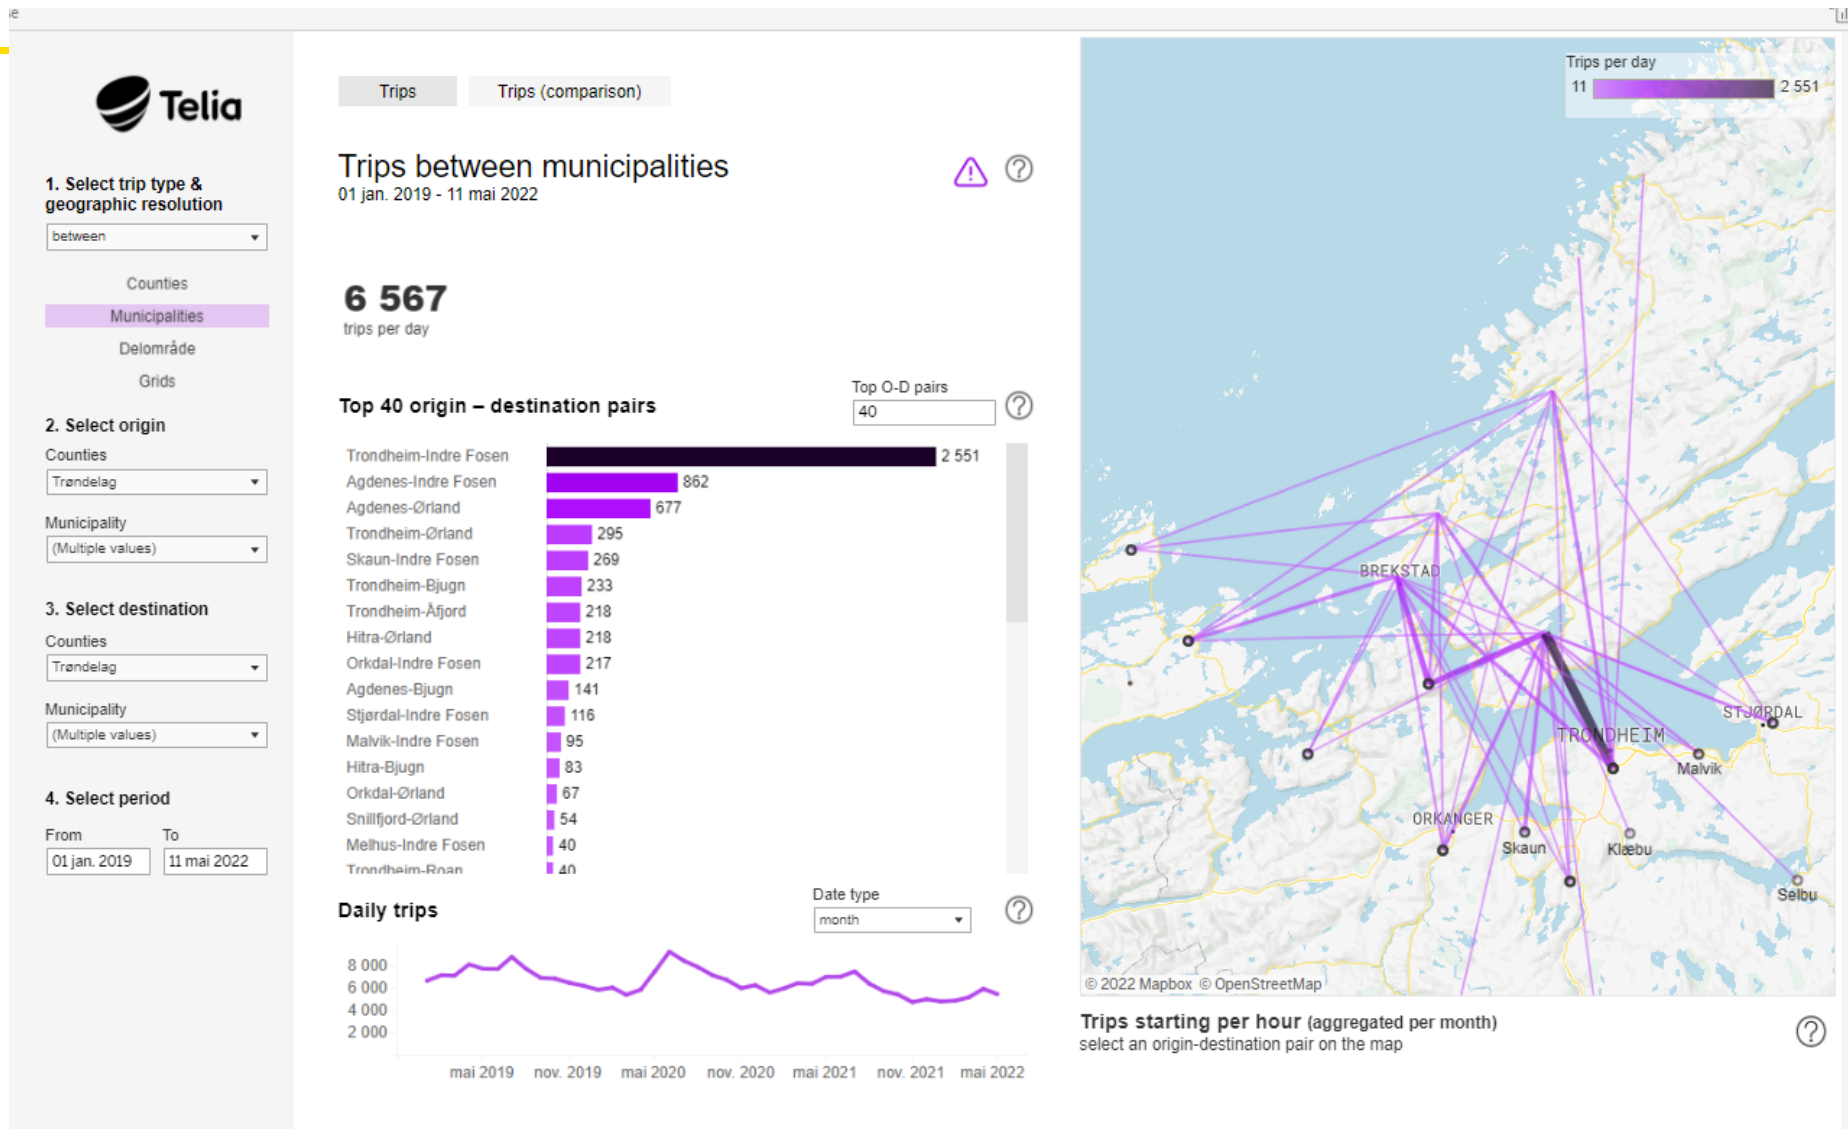 Telia
1. Select trip type &
geographic resolution
between
Counties
Municipalities
Delområde
Grids
2. Select origin
Counties
Trøndelag
Municipality
(Multiple values)
3. Select destination
Counties
Trøndelag
Municipality
(Multiple values)
4. Select period
From To
01 jan. 2019 11 mai 2022
Trips Trips (comparison)
Trips between municipalities
01 jan. 2019 - 11 mai 2022
6 567
trips per day
Top 40 origin – destination pairs
Top O-D pairs
40
Trondheim-Indre Fosen 2 551
Agdenes-Indre Fosen 862
Agdenes-Ørland 677
Trondheim-Ørland 295
Skaun-Indre Fosen 269
Trondheim-Bjugn 233
Trondheim-Åfjord 218
Hitra-Ørland 218
Orkdal-Indre Fosen 217
Agdenes-Bjugn 141
Stjørdal-Indre Fosen 116
Malvik-Indre Fosen 95
Hitra-Bjugn 83
Orkdal-Ørland 67
Snillfjord-Ørland 54
Melhus-Indre Fosen 40
Trondheim-Roan 40
Daily trips
Date type
month
8 000
6 000
4 000
2 000
mai 2019 nov. 2019 mai 2020 nov. 2020 mai 2021 nov. 2021 mai 2022
Trips per day
11 2 551
BREKSTAD
STJØRDAL
TRONDHEIM
Malvik
ORKANGER
Skaun
Klæbu
Selbu
© 2022 Mapbox © OpenStreetMap
Trips starting per hour (aggregated per month)
select an origin-destination pair on the map